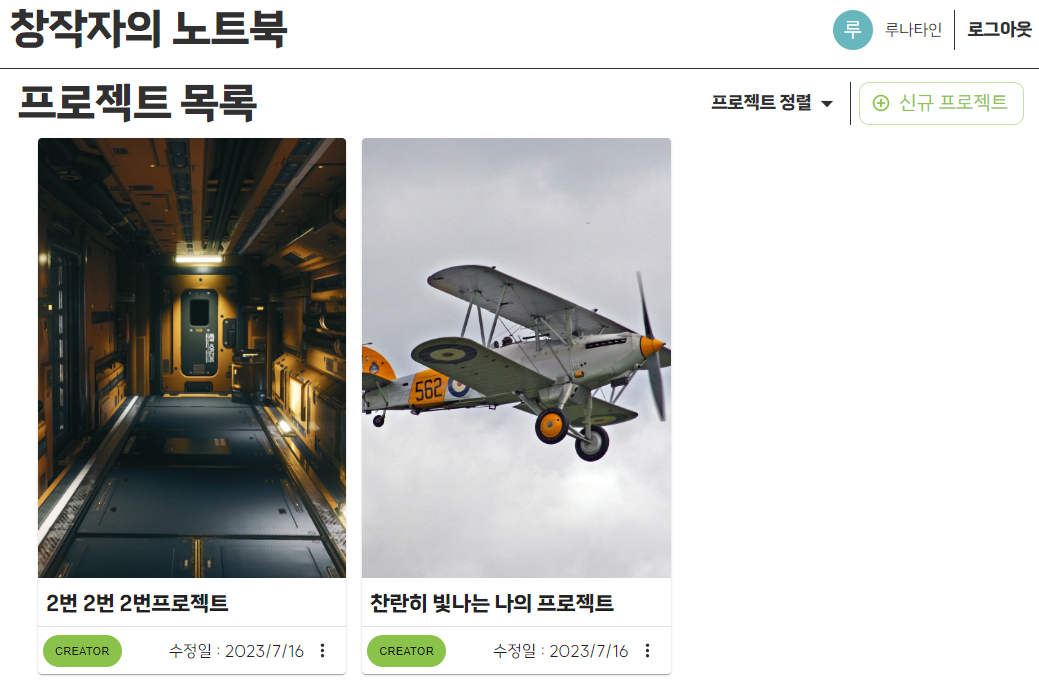 창작자의 노트북
루 루나타인 로그아웃
프로젝트 목록
프로젝트 정렬 신규 프로젝트
562
2번 2번 2번프로젝트
CREATOR 수정일 : 2023/7/16
찬란히 빛나는 나의 프로젝트
CREATOR 수정일 : 2023/7/16